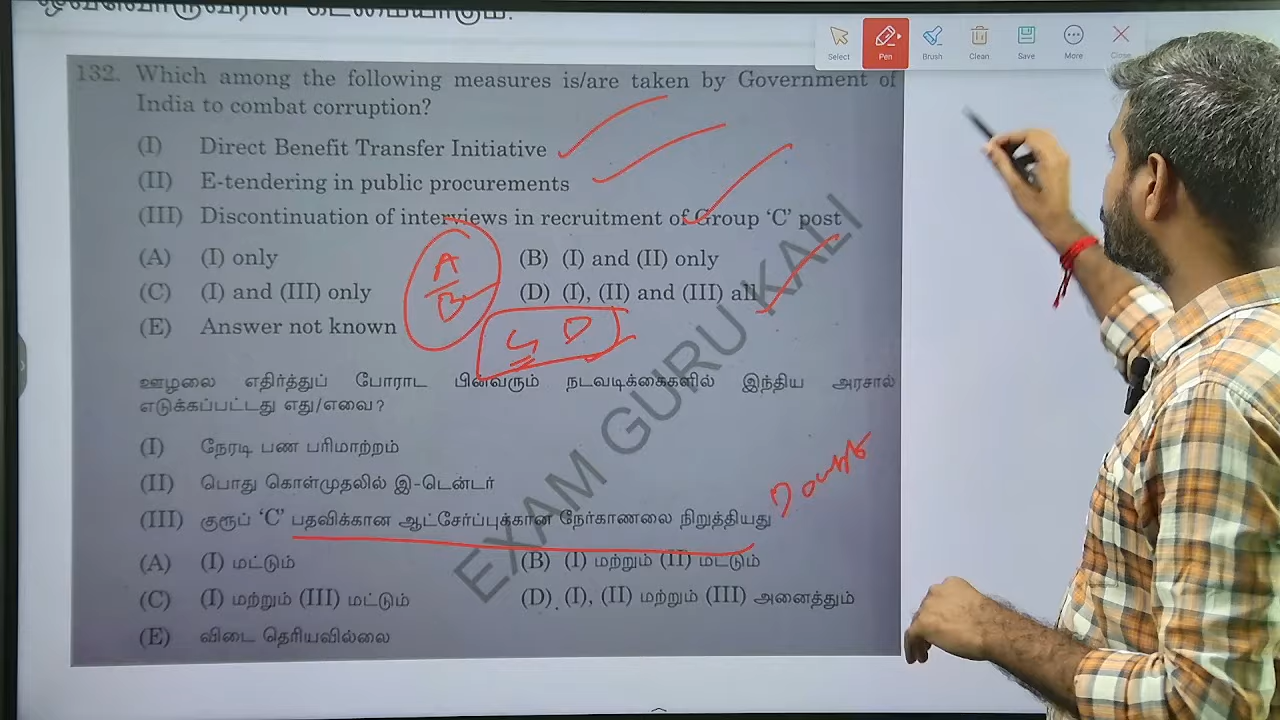 ஒவ்வொருவரின் கடமையாகும்.
Select Pen Brush Clean Save More Close
132. Which among the following measures is/are taken by Government of
India to combat corruption?
(I) Direct Benefit Transfer Initiative
(II) E-tendering in public procurements
(III) Discontinuation of interviews in recruitment of Group ‘C’ post
(A) (I) only (B) (I) and (II) only
(C) (I) and (III) only (D) (I), (II) and (III) all
(E) Answer not known
A
B
D
ஊழலை எதிர்த்துப் போராட பின்வரும் நடவடிக்கைகளில் இந்திய அரசால்
எடுக்கப்பட்டது எது/எவை?
(I) நேரடி பண பரிமாற்றம்
(II) பொது கொள்முதலில் இ-டென்டர்
(III) குரூப் ‘C’ பதவிக்கான ஆட்சேர்ப்புக்கான நேர்காணலை நிறுத்தியது
(A) (I) மட்டும் (B) (I) மற்றும் (II) மட்டும்
(C) (I) மற்றும் (III) மட்டும் (D) (I), (II) மற்றும் (III) அனைத்தும்
(E) விடை தெரியவில்லை
EXAM GURU KALI